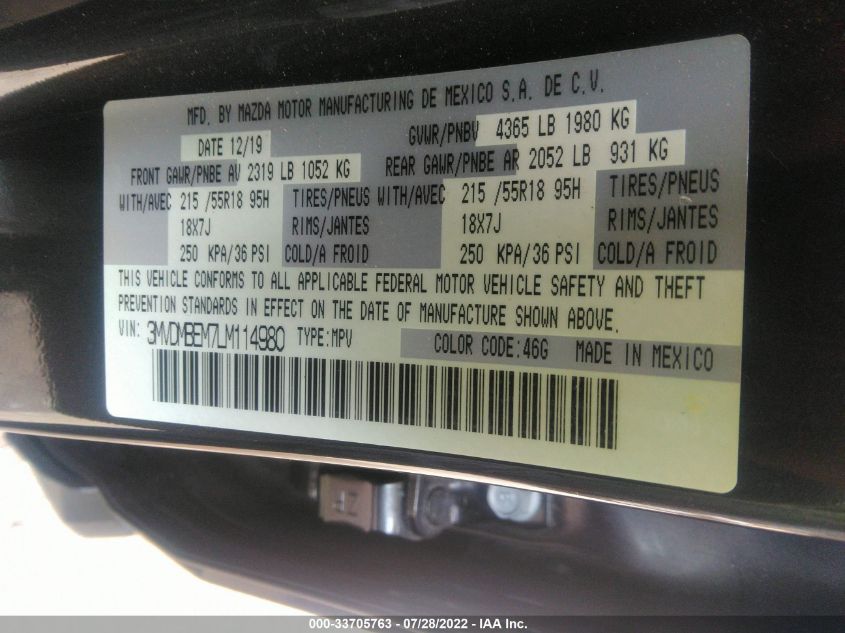 MFD. BY MAZDA MOTOR MANUFACTURING DE MEXICO S.A. DE C.V.
DATE 12/19 GVWR/PNBV 4365 LB 1980 KG
FRONT GAWR/PNBE AV 2319 LB 1052 KG REAR GAWR/PNBE AR 2052 LB 931 KG
WITH/AVEC 215 /55R18 95H TIRES/PNEUS WITH/AVEC 215 /55R18 95H TIRES/PNEUS
18X7J RIMS/JANTES 18X7J RIMS/JANTES
250 KPA/36 PSI COLD/A FROID 250 KPA/36 PSI COLD/A FROID
THIS VEHICLE CONFORMS TO ALL APPLICABLE FEDERAL MOTOR VEHICLE SAFETY AND THEFT
PREVENTION STANDARDS IN EFFECT ON THE DATE OF MANUFACTURE SHOWN ABOVE.
VIN: 3MVDMBEM7LM114980 TYPE:MPV COLOR CODE:46G MADE IN MEXICO
000-33705763 - 07/28/2022 - IAA Inc.